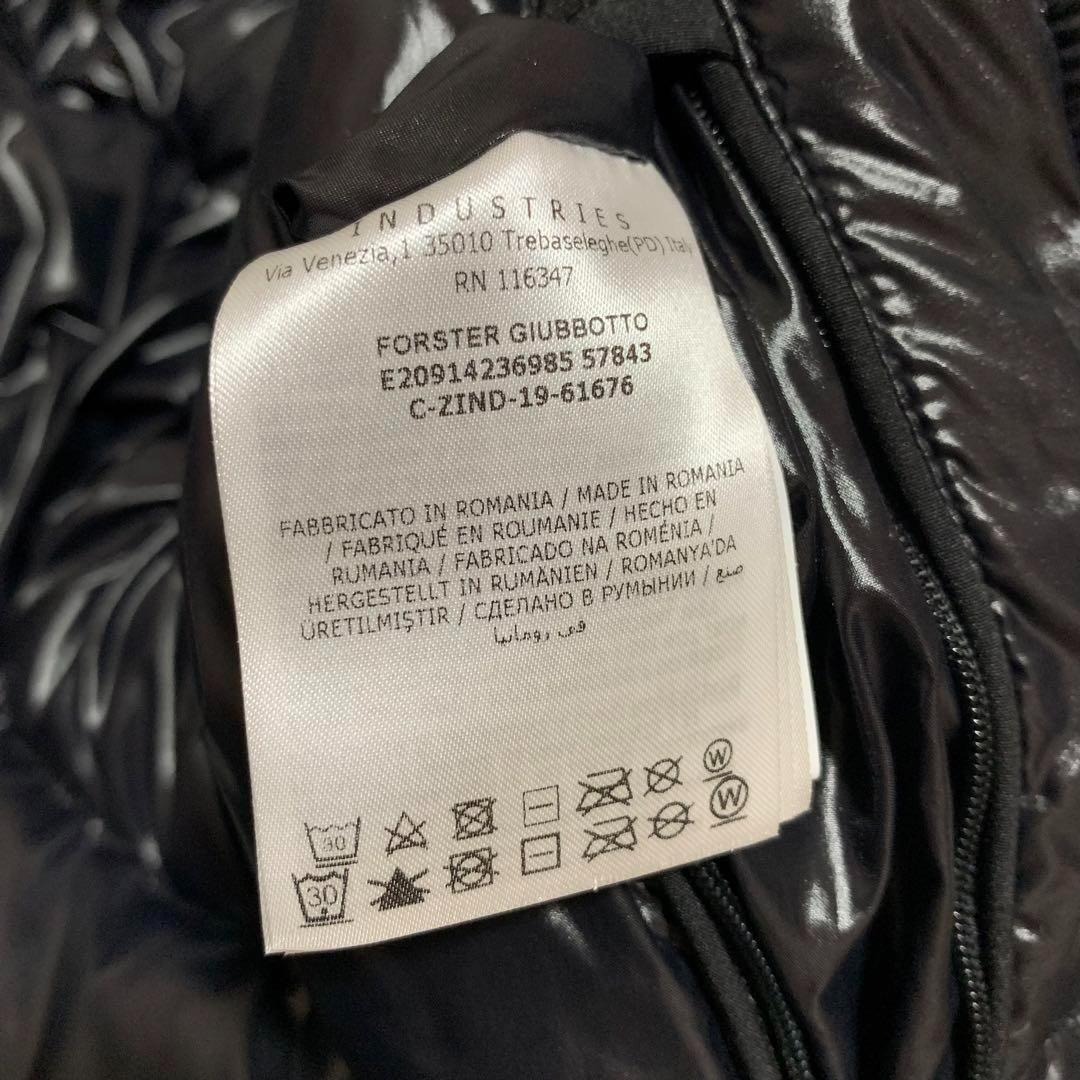 INDUSTRIES
Via Venezia,1 35010 Trebaseleghe(PD) Italy
RN 116347
FORSTER GIUBBOTTO
E20914236985 57843
C-ZIND-19-61676
FABBRICATO IN ROMANIA / MADE IN ROMANIA
/ FABRIQUÉ EN ROUMANIE / HECHO EN
RUMANIA / FABRICADO NA ROMÉNIA /
HERGESTELLT IN RUMÄNIEN / ROMANYA'DA
ÜRETILMIŞTIR / СДЕЛАНО В РУМЫНИИ / صنع
في رومانيا
30 W
30 W